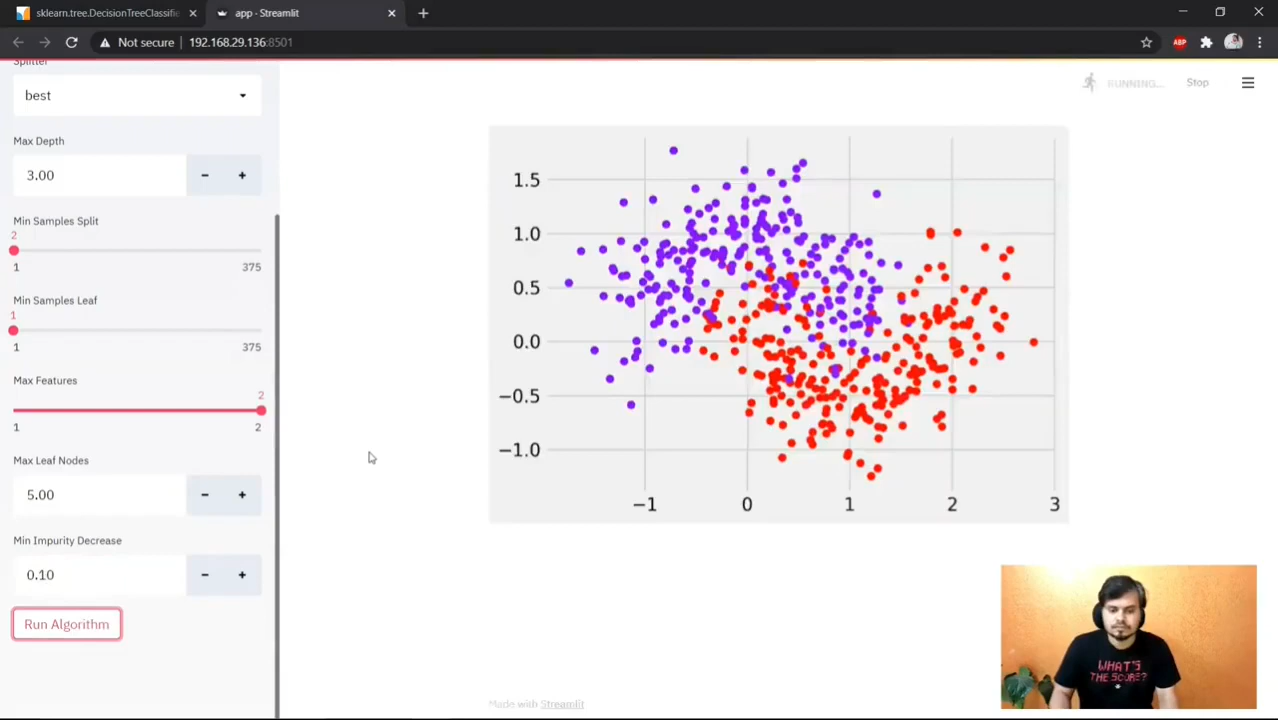 sklearn.tree.DecisionTreeClassifie
app · Streamlit
Not secure
192.168.29.136:8501
ABP
Splitter
best
Max Depth
3.00
- +
Min Samples Split
2
1 375
Min Samples Leaf
1
1 375
Max Features
2
1 2
Max Leaf Nodes
5.00
- +
Min Impurity Decrease
0.10
- +
Run Algorithm
RUNNING...
Stop
1.5
1.0
0.5
0.0
−0.5
−1.0
−1 0 1 2 3
Made with Streamlit
WHAT'S
THE SCORE?